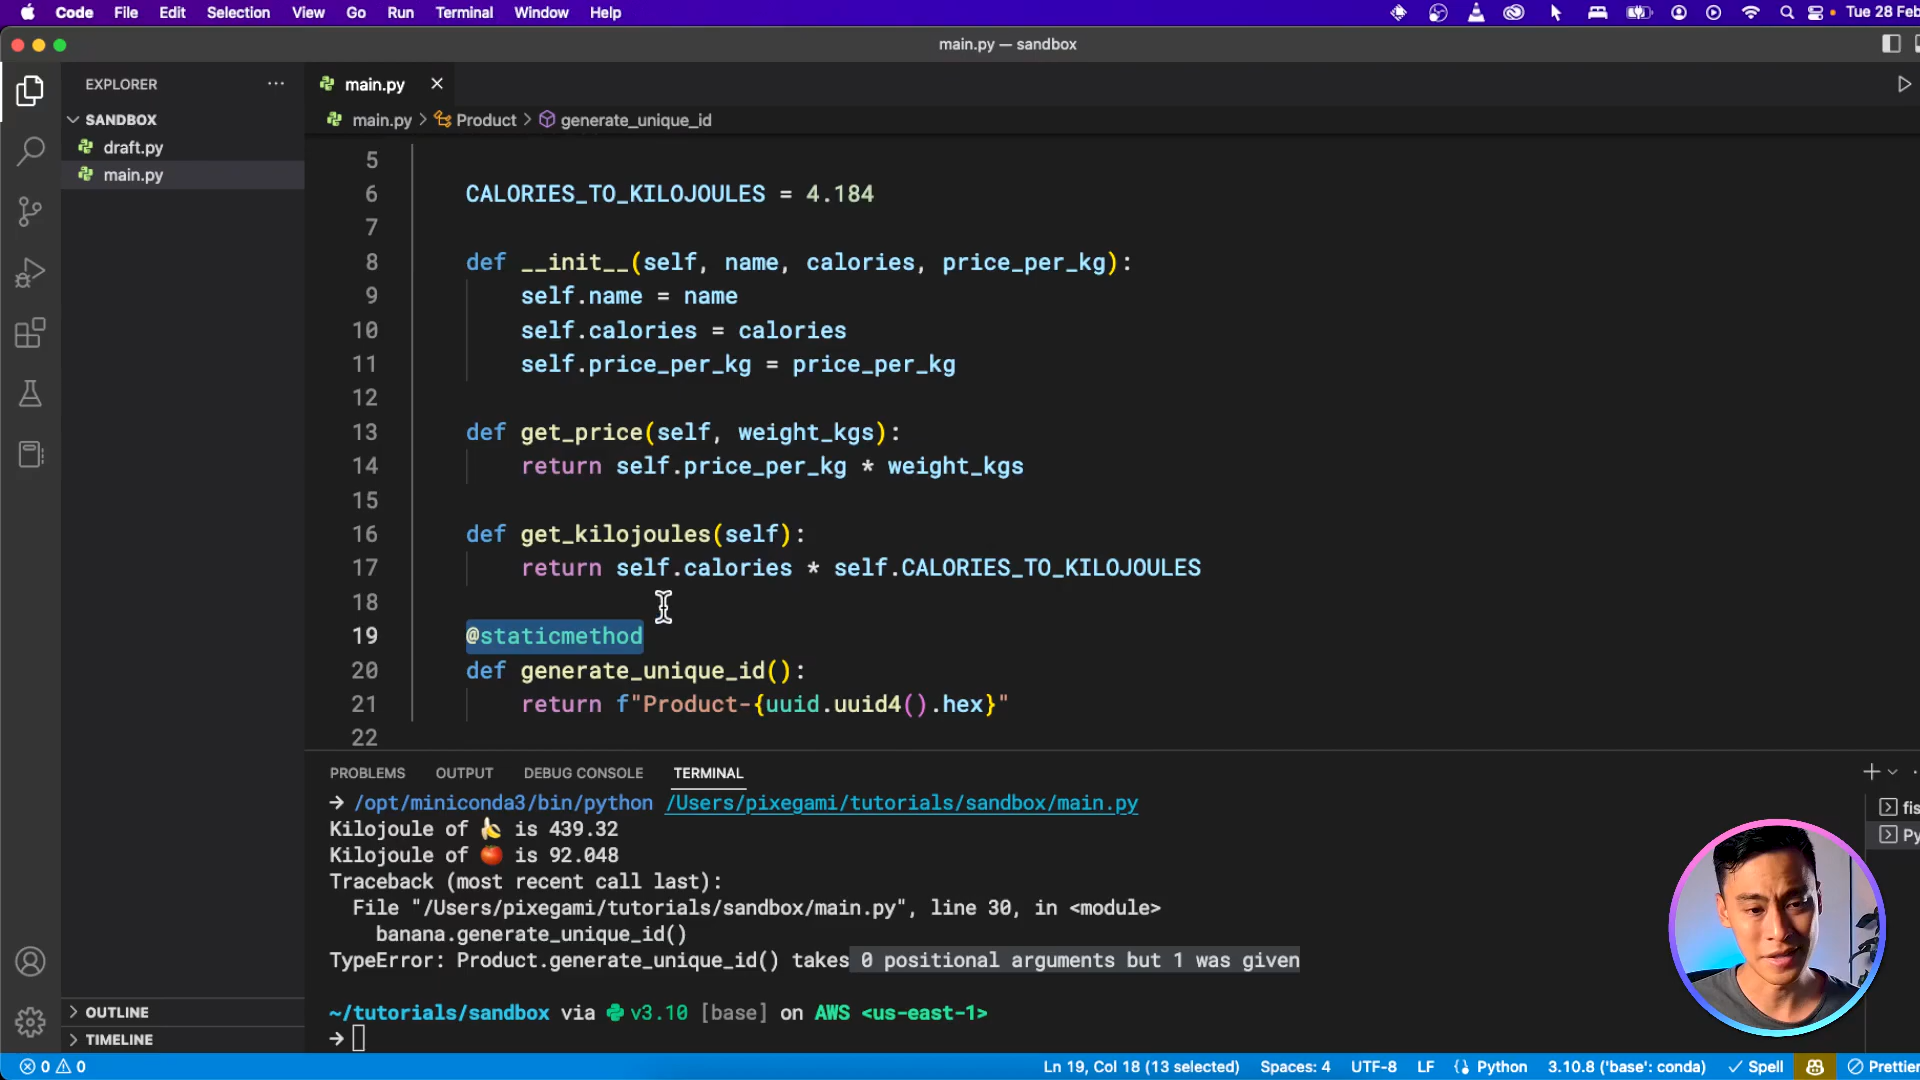 Code File Edit Selection View Go Run Terminal Window Help Tue 28 Feb
main.py — sandbox
EXPLORER ···
SANDBOX
draft.py
main.py
main.py
main.py > Product > generate_unique_id
5
6 CALORIES_TO_KILOJOULES = 4.184
7
8 def __init__(self, name, calories, price_per_kg):
9 self.name = name
10 self.calories = calories
11 self.price_per_kg = price_per_kg
12
13 def get_price(self, weight_kgs):
14 return self.price_per_kg * weight_kgs
15
16 def get_kilojoules(self):
17 return self.calories * self.CALORIES_TO_KILOJOULES
18
19 @staticmethod
20 def generate_unique_id():
21 return f"Product-{uuid.uuid4().hex}"
22
PROBLEMS OUTPUT DEBUG CONSOLE TERMINAL
→ /opt/miniconda3/bin/python /Users/pixegami/tutorials/sandbox/main.py
Kilojoule of 🍌 is 439.32
Kilojoule of 🍅 is 92.048
Traceback (most recent call last):
File "/Users/pixegami/tutorials/sandbox/main.py", line 30, in <module>
banana.generate_unique_id()
TypeError: Product.generate_unique_id() takes 0 positional arguments but 1 was given
~/tutorials/sandbox via v3.10 [base] on AWS <us-east-1>
→
fis
Py
OUTLINE
TIMELINE
0 0 Ln 19, Col 18 (13 selected) Spaces: 4 UTF-8 LF Python 3.10.8 ('base': conda) Spell Prettier